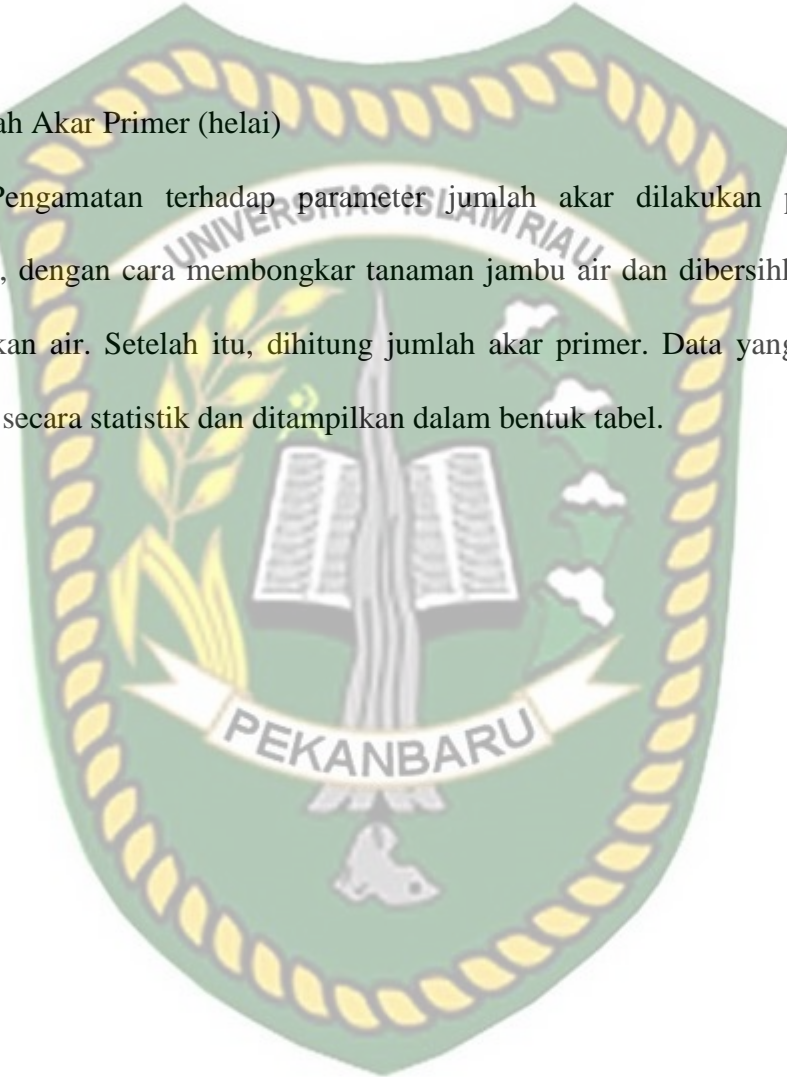 ah Akar Primer (helai)
Pengamatan terhadap parameter jumlah akar dilakukan p
, dengan cara membongkar tanaman jambu air dan dibersihk
kan air. Setelah itu, dihitung jumlah akar primer. Data yang
secara statistik dan ditampilkan dalam bentuk tabel.
UNIVERSITAS ISLAM RIAU
PEKANBARU